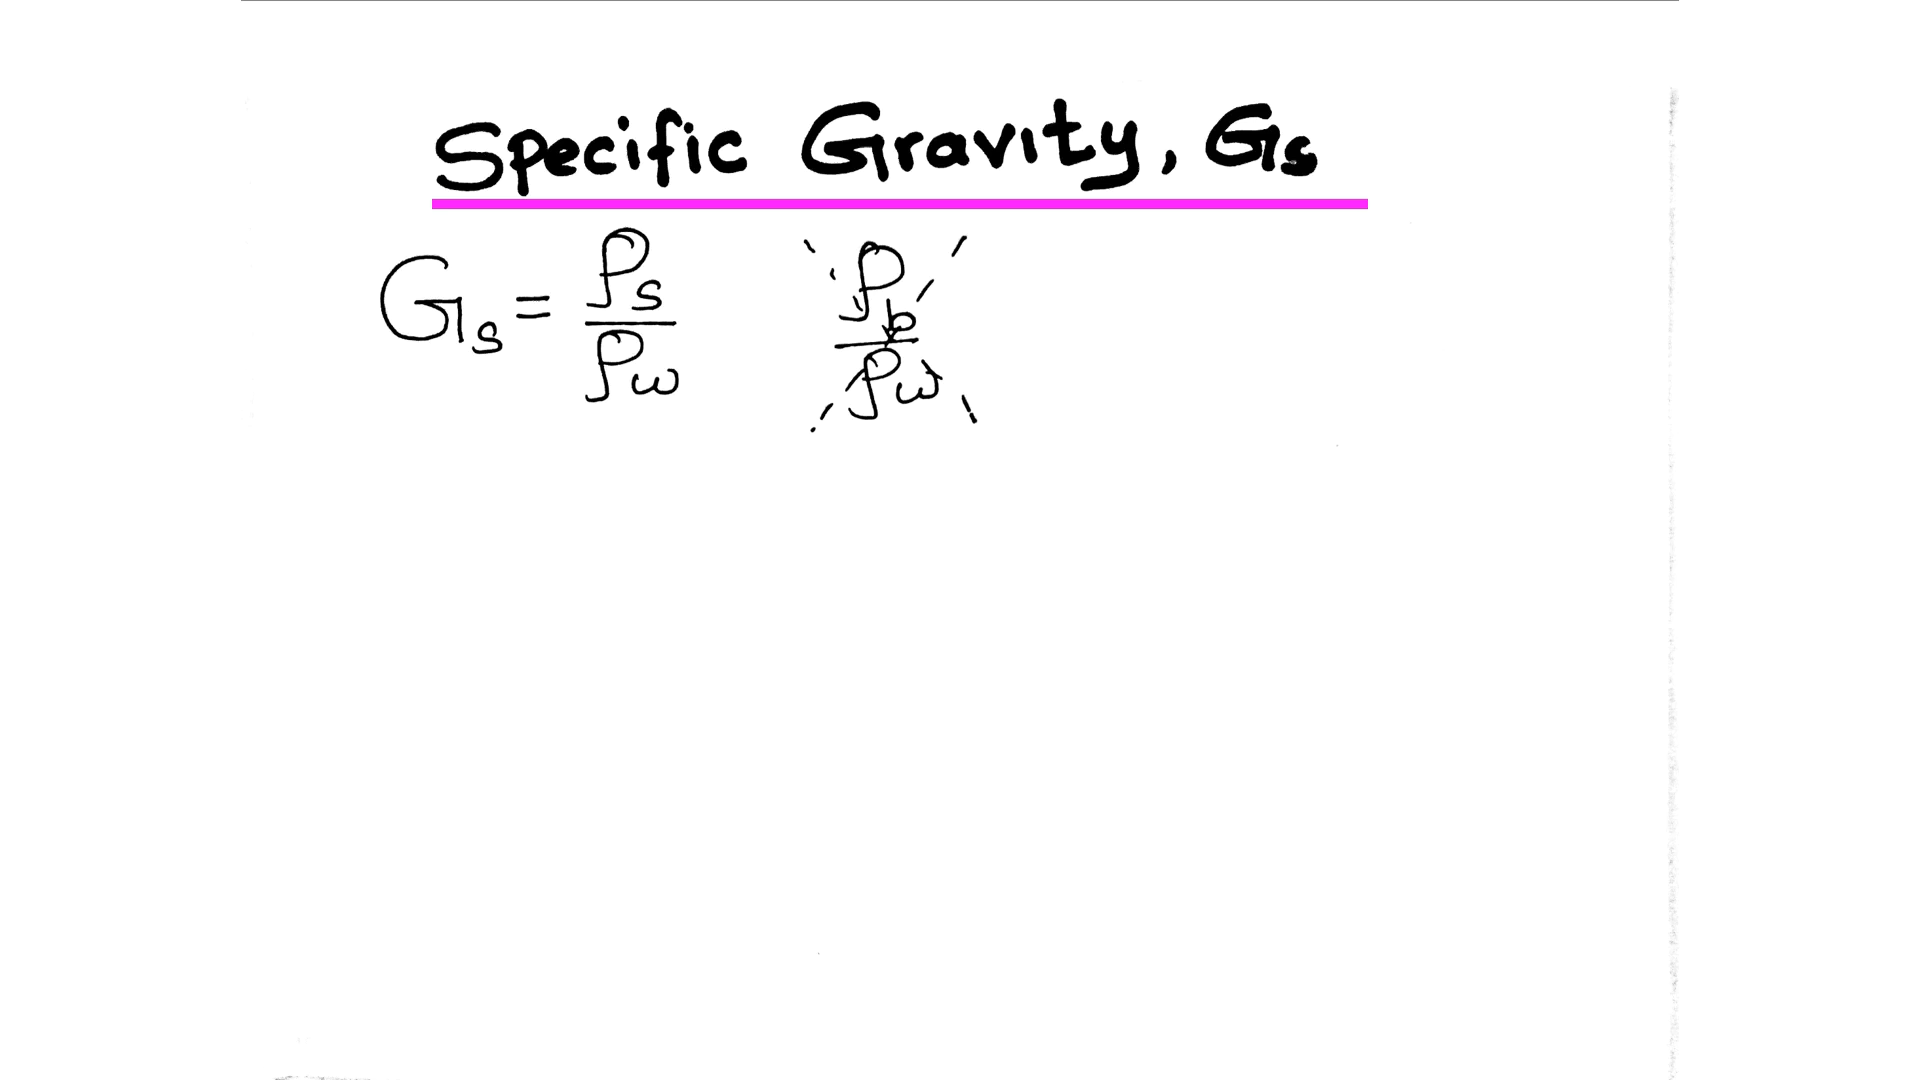 Specific Gravity, Gs
Gs = ρs/ρw ρb/ρw